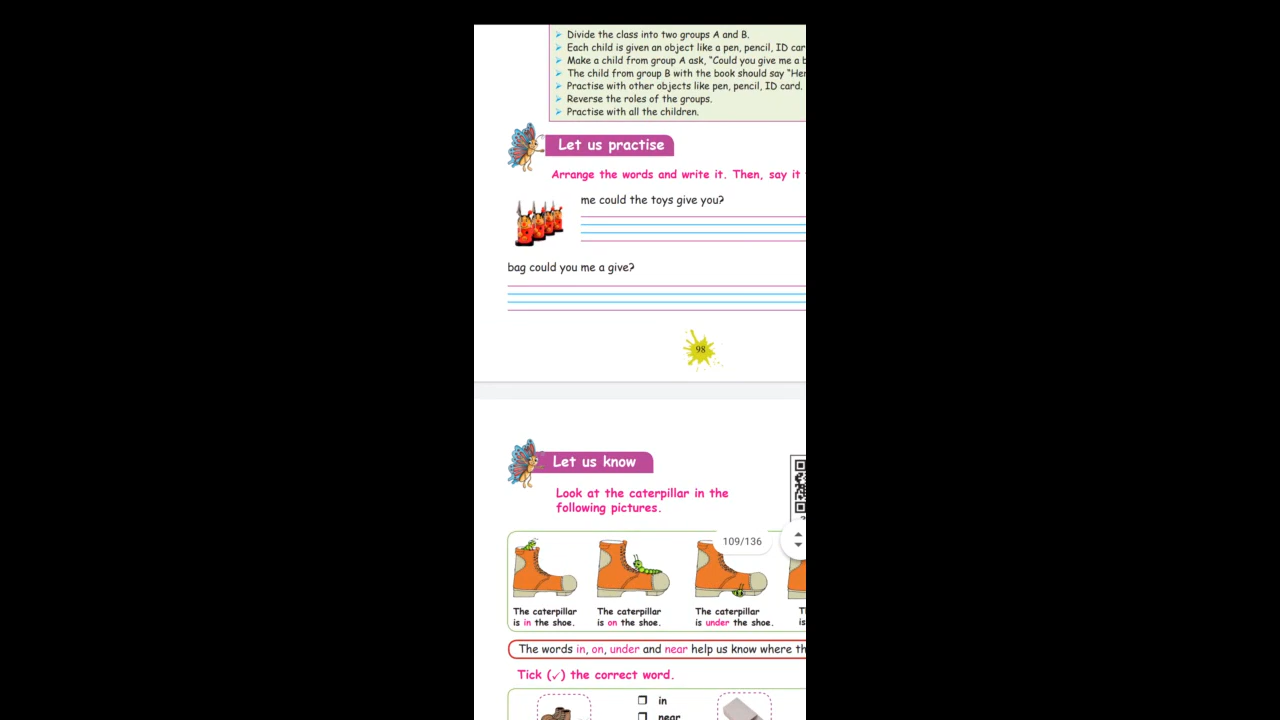 Divide the class into two groups A and B.
Each child is given an object like a pen, pencil, ID car
Make a child from group A ask, "Could you give me a b
The child from group B with the book should say "Her
Practise with other objects like pen, pencil, ID card.
Reverse the roles of the groups.
Practise with all the children.
Let us practise
Arrange the words and write it. Then, say it
me could the toys give you?
bag could you me a give?
98
Let us know
Look at the caterpillar in the
following pictures.
109/136
The caterpillar
is in the shoe.
The caterpillar
is on the shoe.
The caterpillar
is under the shoe.
The words in, on, under and near help us know where th
Tick (✓) the correct word.
in
near